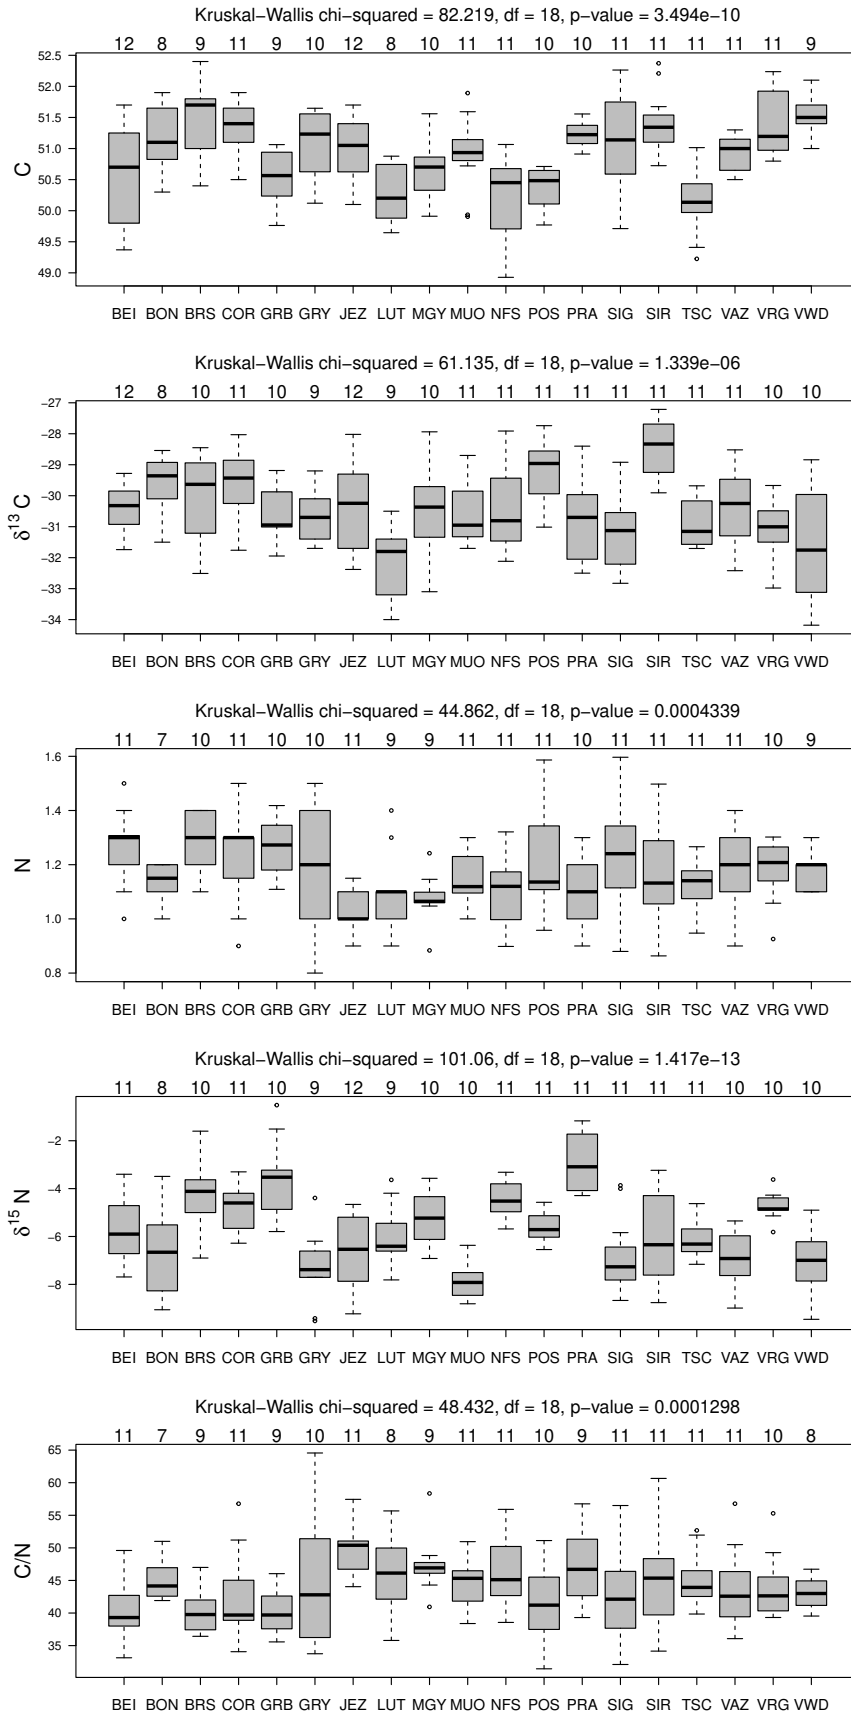 Kruskal−Wallis chi−squared = 82.219, df = 18, p−value = 3.494e−10
12 8 9 11 9 10 12 8 10 11 11 11 10 11 11 11 11 11 9
52.5
52.0
51.5
51.0
50.5
50.0
49.5
49.0
C
BEI BON BRS COR GRB GRY JEZ LUT MGY MUO NFS POS PRA SIG SIR TSC VAZ VRG VWD
Kruskal−Wallis chi−squared = 61.135, df = 18, p−value = 1.339e−06
12 8 10 11 10 9 12 9 10 11 11 11 11 11 11 11 11 10 10
−27
−28
−29
−30
−31
−32
−33
−34
δ13 C
BEI BON BRS COR GRB GRY JEZ LUT MGY MUO NFS POS PRA SIG SIR TSC VAZ VRG VWD
Kruskal−Wallis chi−squared = 44.862, df = 18, p−value = 0.0004339
11 7 10 11 10 10 11 10 9 11 11 11 11 11 11 11 11 10 9
1.6
1.4
1.2
1.0
0.8
N
BEI BON BRS COR GRB GRY JEZ LUT MGY MUO NFS POS PRA SIG SIR TSC VAZ VRG VWD
Kruskal−Wallis chi−squared = 101.06, df = 18, p−value = 1.417e−13
11 8 10 11 10 9 12 9 10 10 11 11 11 11 11 11 11 10 10
−2
−4
−6
−8
δ15 N
BEI BON BRS COR GRB GRY JEZ LUT MGY MUO NFS POS PRA SIG SIR TSC VAZ VRG VWD
Kruskal−Wallis chi−squared = 48.432, df = 18, p−value = 0.0001298
11 7 9 11 9 10 11 8 9 11 11 10 9 11 11 11 11 10 8
65
60
55
50
45
40
35
C/N
BEI BON BRS COR GRB GRY JEZ LUT MGY MUO NFS POS PRA SIG SIR TSC VAZ VRG VWD